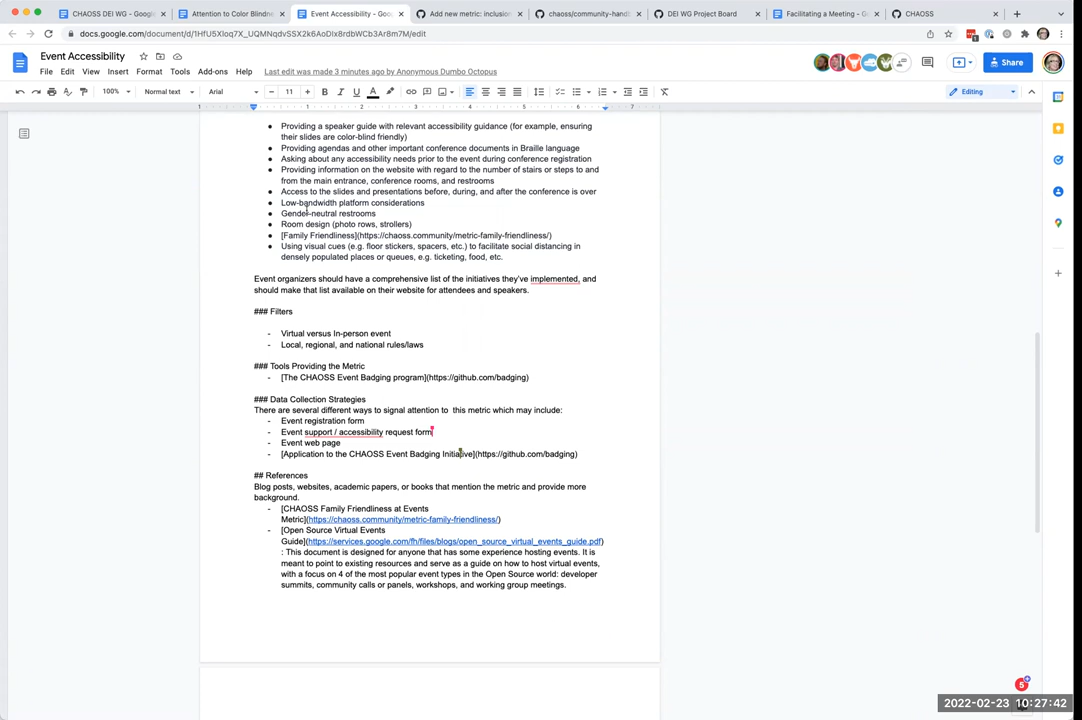 CHAOSS DEI WG - Google
Attention to Color Blindne
Event Accessibility - Goo
Add new metric: inclusion
chaoss/community-handb
DEI WG Project Board
Facilitating a Meeting - G
CHAOSS
docs.google.com/document/d/1HfU5Xloq7X_UQMNqdvSSX2k6AoDIx8rdbWCb3Ar8m7M/edit
Event Accessibility
File Edit View Insert Format Tools Add-ons Help Last edit was made 3 minutes ago by Anonymous Dumbo Octopus
Share
100% Normal text Arial 11 Editing
1 1 2 3 4 5 6 7
● Providing a speaker guide with relevant accessibility guidance (for example, ensuring
their slides are color-blind friendly)
● Providing agendas and other important conference documents in Braille language
● Asking about any accessibility needs prior to the event during conference registration
● Providing information on the website with regard to the number of stairs or steps to and
from the main entrance, conference rooms, and restrooms
● Access to the slides and presentations before, during, and after the conference is over
● Low-bandwidth platform considerations
● Gender-neutral restrooms
● Room design (photo rows, strollers)
● [Family Friendliness](https://chaoss.community/metric-family-friendliness/)
● Using visual cues (e.g. floor stickers, spacers, etc.) to facilitate social distancing in
densely populated places or queues, e.g. ticketing, food, etc.
Event organizers should have a comprehensive list of the initiatives they've implemented, and
should make that list available on their website for attendees and speakers.
### Filters
- Virtual versus In-person event
- Local, regional, and national rules/laws
### Tools Providing the Metric
- [The CHAOSS Event Badging program](https://github.com/badging)
### Data Collection Strategies
There are several different ways to signal attention to this metric which may include:
- Event registration form
- Event support / accessibility request form
- Event web page
- [Application to the CHAOSS Event Badging Initiative](https://github.com/badging)
## References
Blog posts, websites, academic papers, or books that mention the metric and provide more
background.
- [CHAOSS Family Friendliness at Events
Metric](https://chaoss.community/metric-family-friendliness/)
- [Open Source Virtual Events
Guide](https://services.google.com/fh/files/blogs/open_source_virtual_events_guide.pdf)
: This document is designed for anyone that has some experience hosting events. It is
meant to point to existing resources and serve as a guide on how to host virtual events,
with a focus on 4 of the most popular event types in the Open Source world: developer
summits, community calls or panels, workshops, and working group meetings.
5
2022-02-23 10:27:42